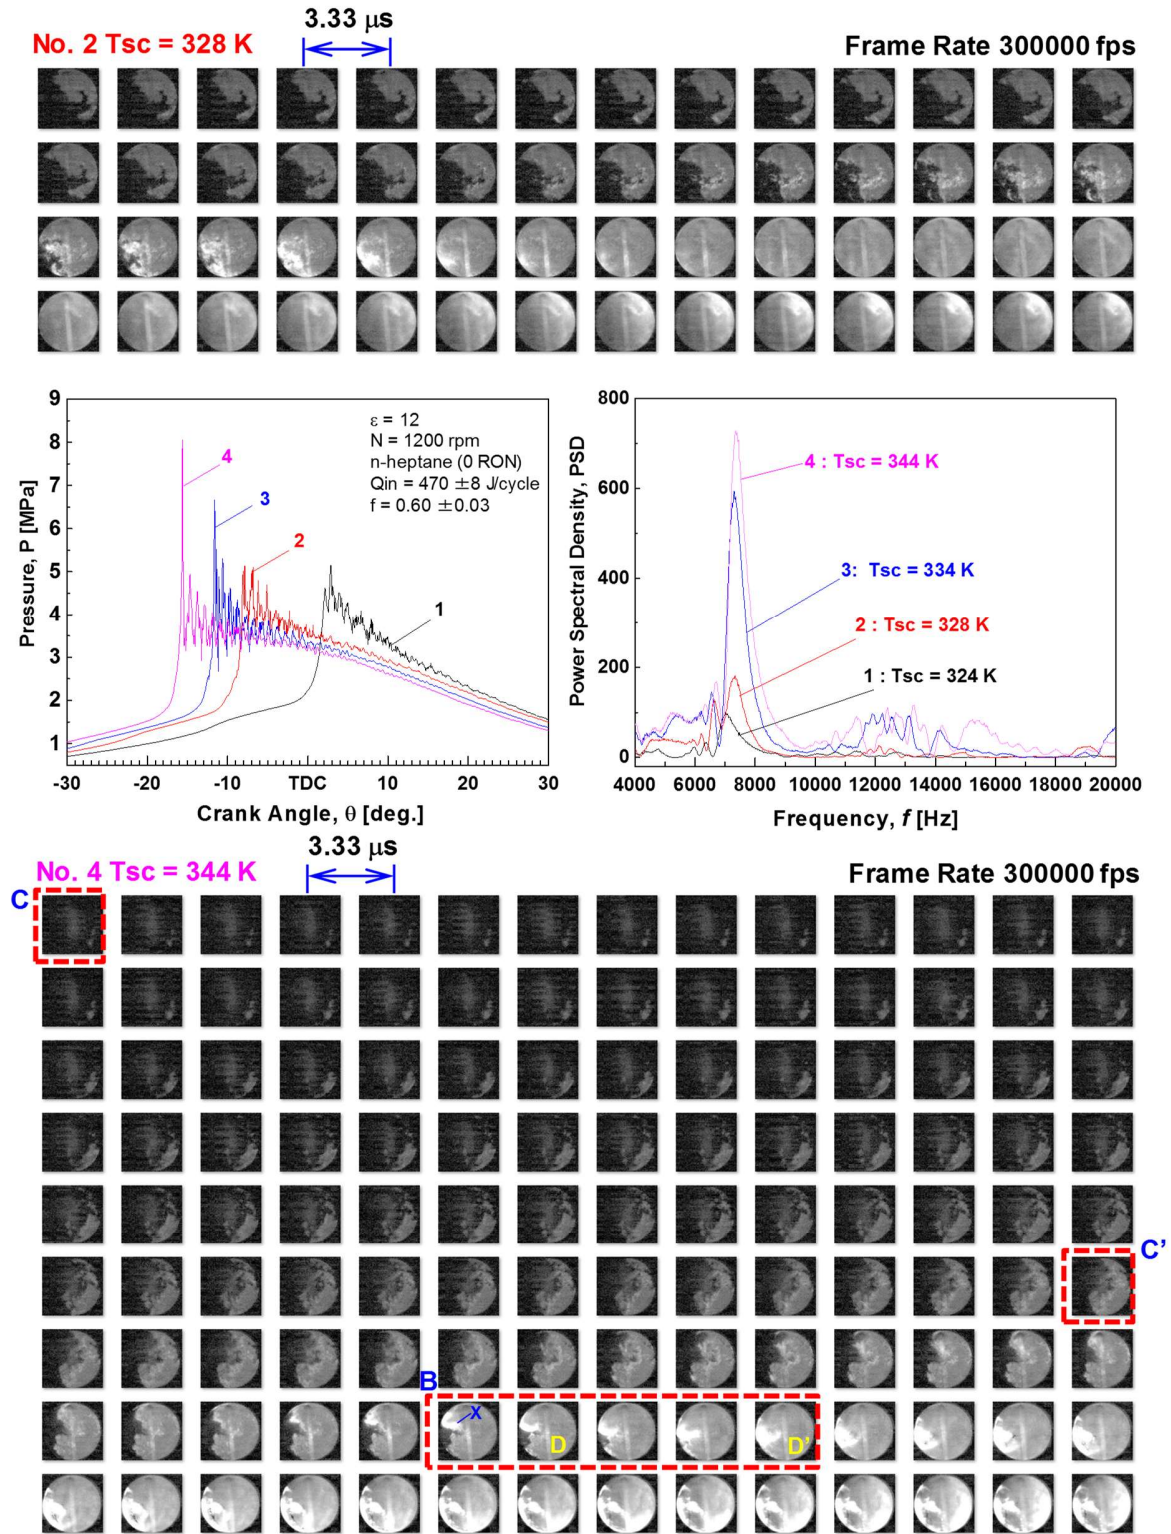 3.33 µs
No. 2 Tsc = 328 K
Frame Rate 300000 fps
9
8
7
6
5
4
3
2
1
Pressure, P [MPa]
-30
-20
-10
TDC
10
20
30
Crank Angle, θ [deg.]
ε = 12
N = 1200 rpm
n-heptane (0 RON)
Qin = 470 ±8 J/cycle
f = 0.60 ±0.03
4
3
2
1
800
600
400
200
0
Power Spectral Density, PSD
4000
6000
8000
10000
12000
14000
16000
18000
20000
Frequency, f [Hz]
4 : Tsc = 344 K
3: Tsc = 334 K
2 : Tsc = 328 K
1 : Tsc = 324 K
3.33 µs
No. 4 Tsc = 344 K
Frame Rate 300000 fps
C
C’
B
X
D
D’